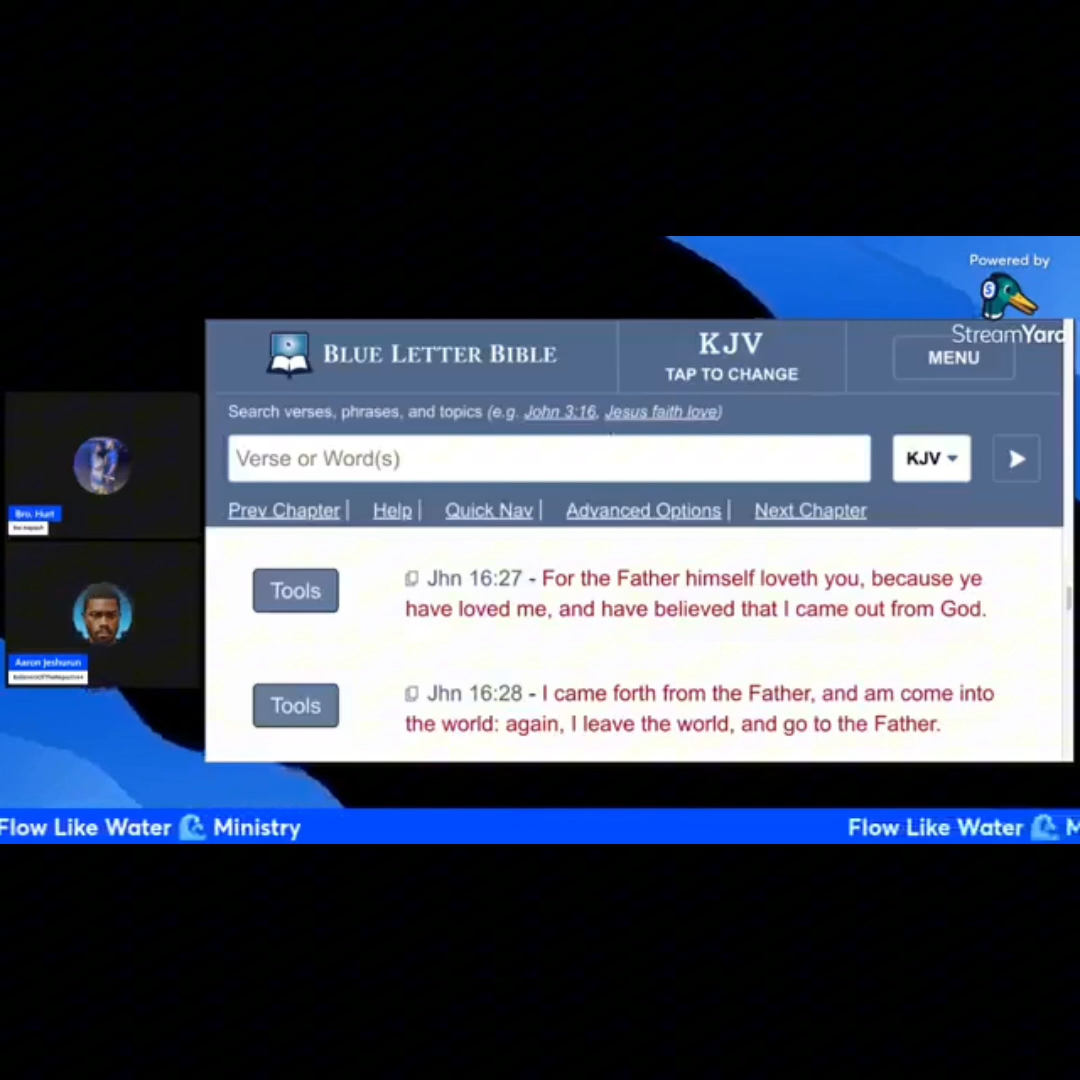 Powered by
StreamYard
BLUE LETTER BIBLE
KJV
TAP TO CHANGE
MENU
Search verses, phrases, and topics (e.g. John 3:16, Jesus faith love)
Verse or Word(s)
KJV
Prev Chapter | Help | Quick Nav | Advanced Options | Next Chapter
Bro. Hurt
Tools
Jhn 16:27 - For the Father himself loveth you, because ye
have loved me, and have believed that I came out from God.
Aaron Jeshurun
Tools
Jhn 16:28 - I came forth from the Father, and am come into
the world: again, I leave the world, and go to the Father.
Flow Like Water Ministry
Flow Like Water M